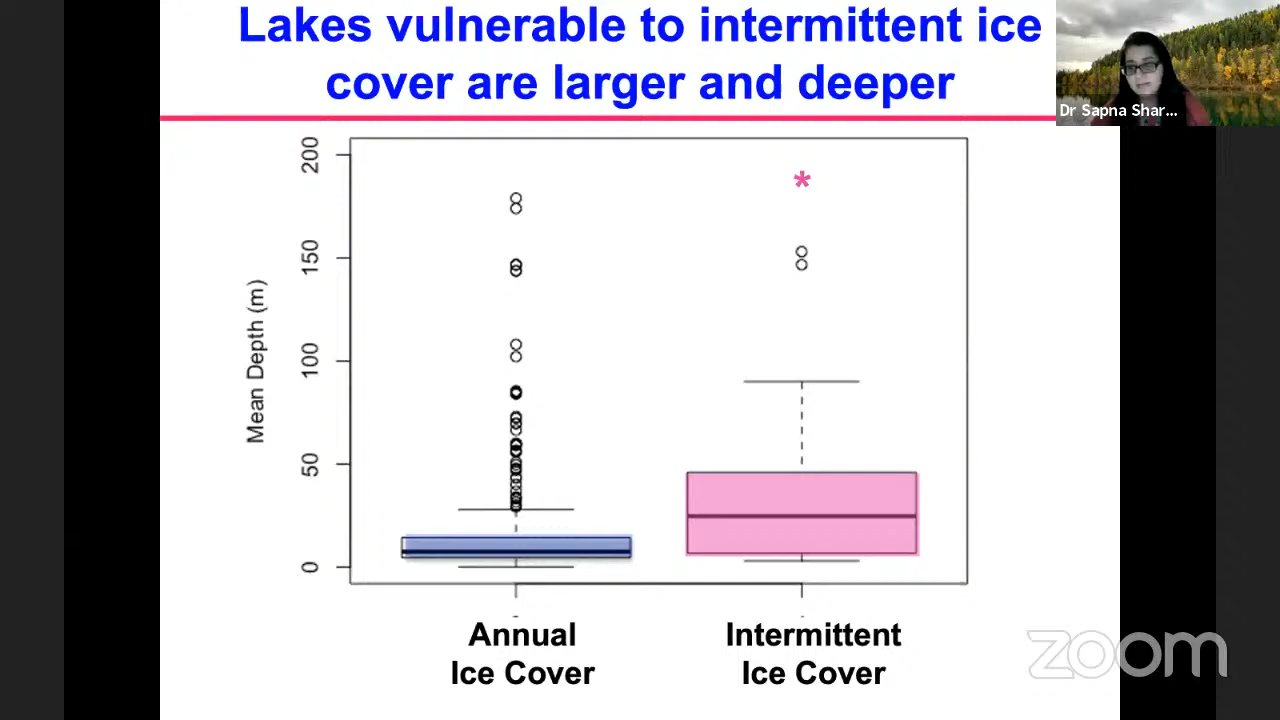 Lakes vulnerable to intermittent ice
cover are larger and deeper
Dr Sapna Shar...
*
200
150
100
50
0
Mean Depth (m)
Annual
Ice Cover
Intermittent
Ice Cover
zoom